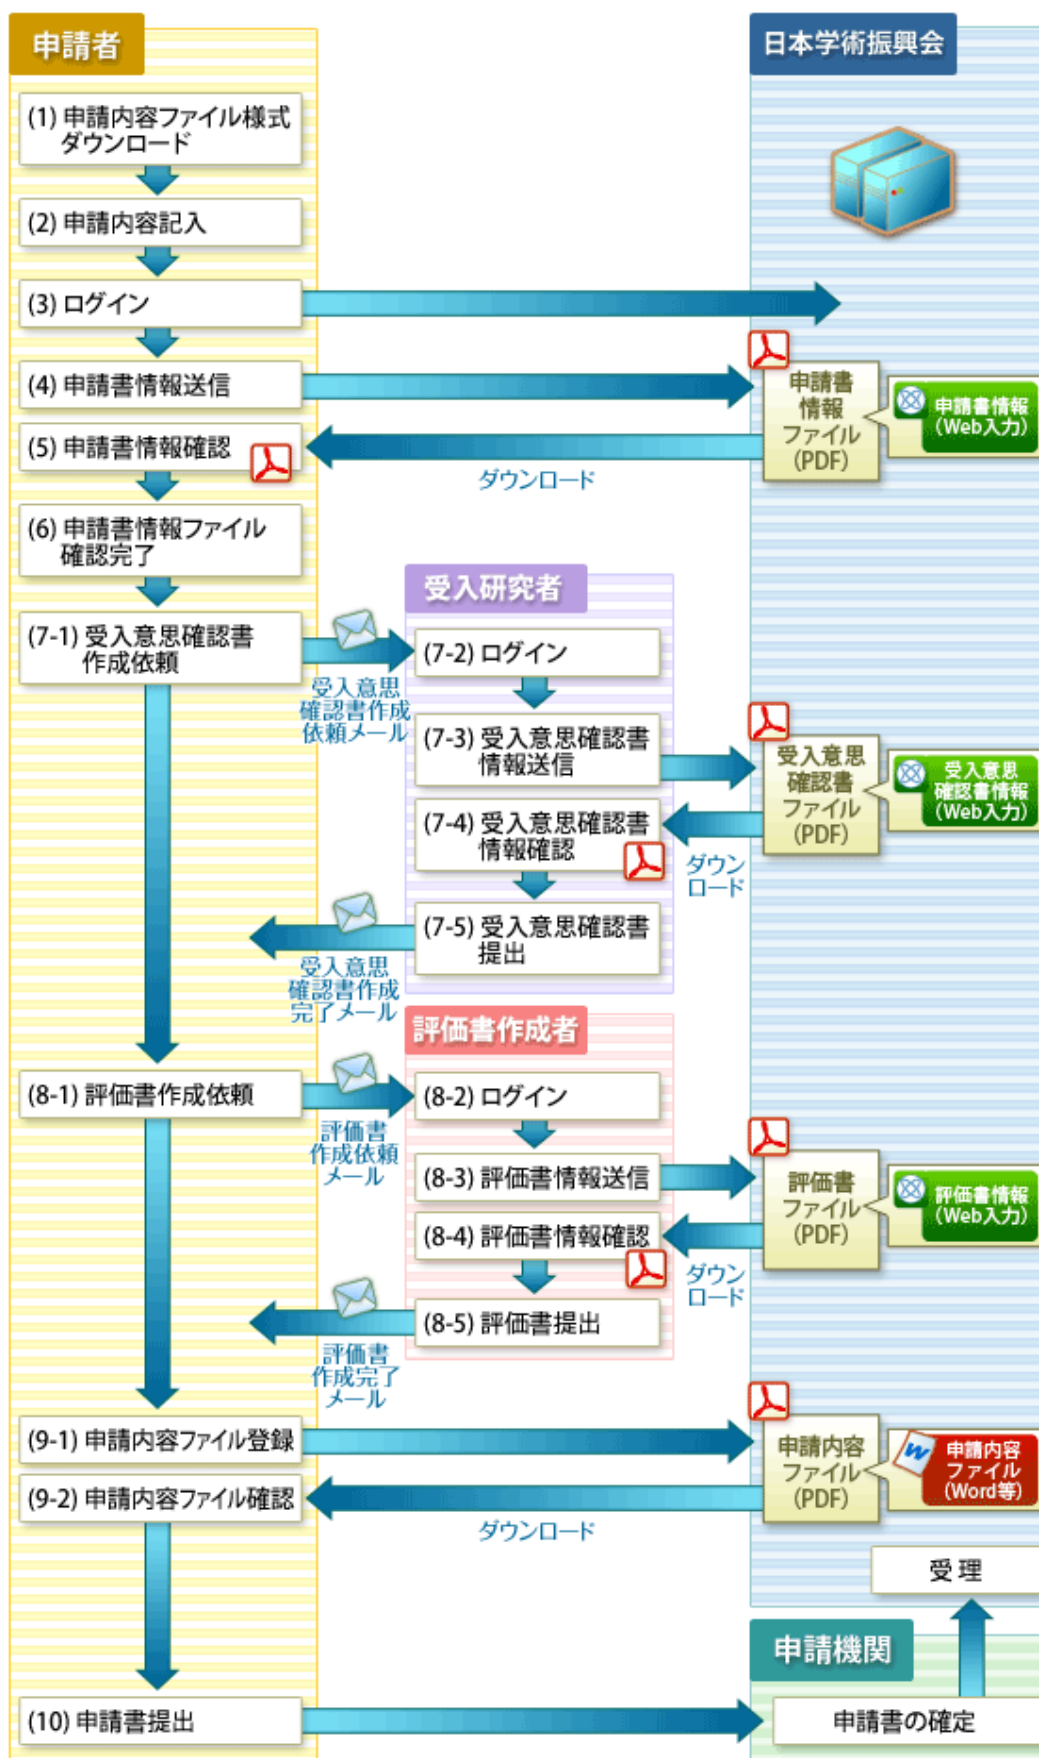 申請者
日本学術振興会
(1) 申請内容ファイル様式
ダウンロード
(2) 申請内容記入
(3) ログイン
(4) 申請書情報送信
申請書
情報
ファイル
(PDF)
申請書情報
(Web入力)
(5) 申請書情報確認
ダウンロード
(6) 申請書情報ファイル
確認完了
受入研究者
(7-1) 受入意思確認書
作成依頼
受入意思
確認書作成
依頼メール
(7-2) ログイン
(7-3) 受入意思確認書
情報送信
受入意思
確認書
ファイル
(PDF)
受入意思
確認書情報
(Web入力)
(7-4) 受入意思確認書
情報確認
ダウン
ロード
(7-5) 受入意思確認書
提出
受入意思
確認書作成
完了メール
評価書作成者
(8-1) 評価書作成依頼
評価書
作成依頼
メール
(8-2) ログイン
(8-3) 評価書情報送信
評価書
ファイル
(PDF)
評価書情報
(Web入力)
(8-4) 評価書情報確認
ダウン
ロード
(8-5) 評価書提出
評価書
作成完了
メール
(9-1) 申請内容ファイル登録
申請内容
ファイル
(PDF)
W
申請内容
ファイル
(Word等)
(9-2) 申請内容ファイル確認
ダウンロード
受理
申請機関
(10) 申請書提出
申請書の確定